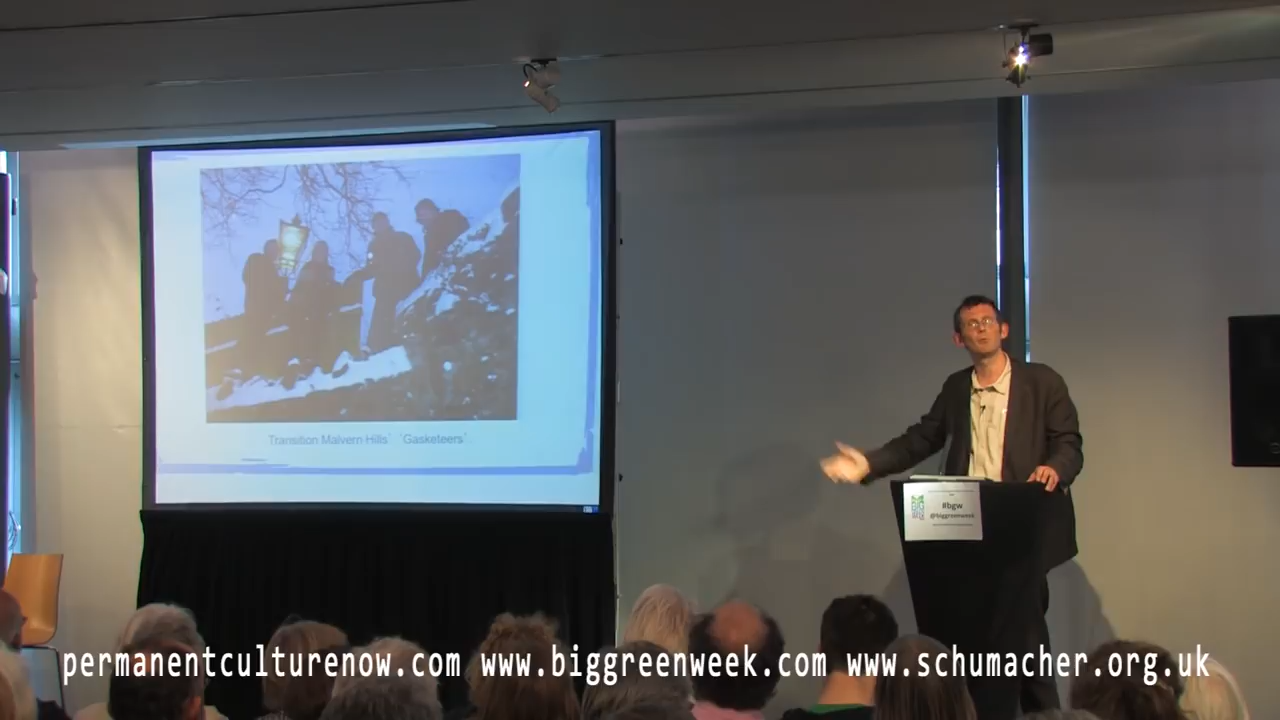 Transition Malvern Hills` `Gasketeers`
#bgw
@biggreenweek
permanentculturenow.com www.biggreenweek.com www.schumacher.org.uk